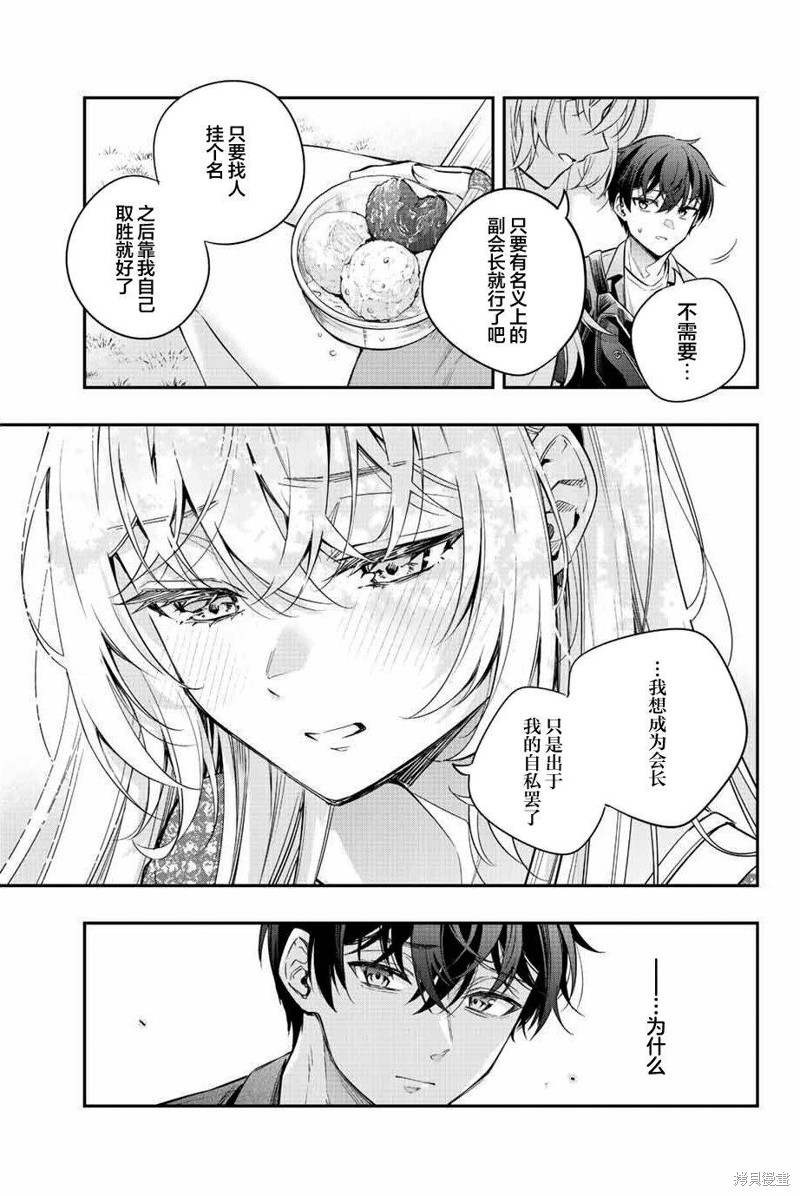 不需要…
只要有名义上的
副会长就行了吧
只要找人
挂个名
之后靠我自己
取胜就好了
…我想成为会长
只是出于
我的自私罢了
——…为什么
拷貝漫畫